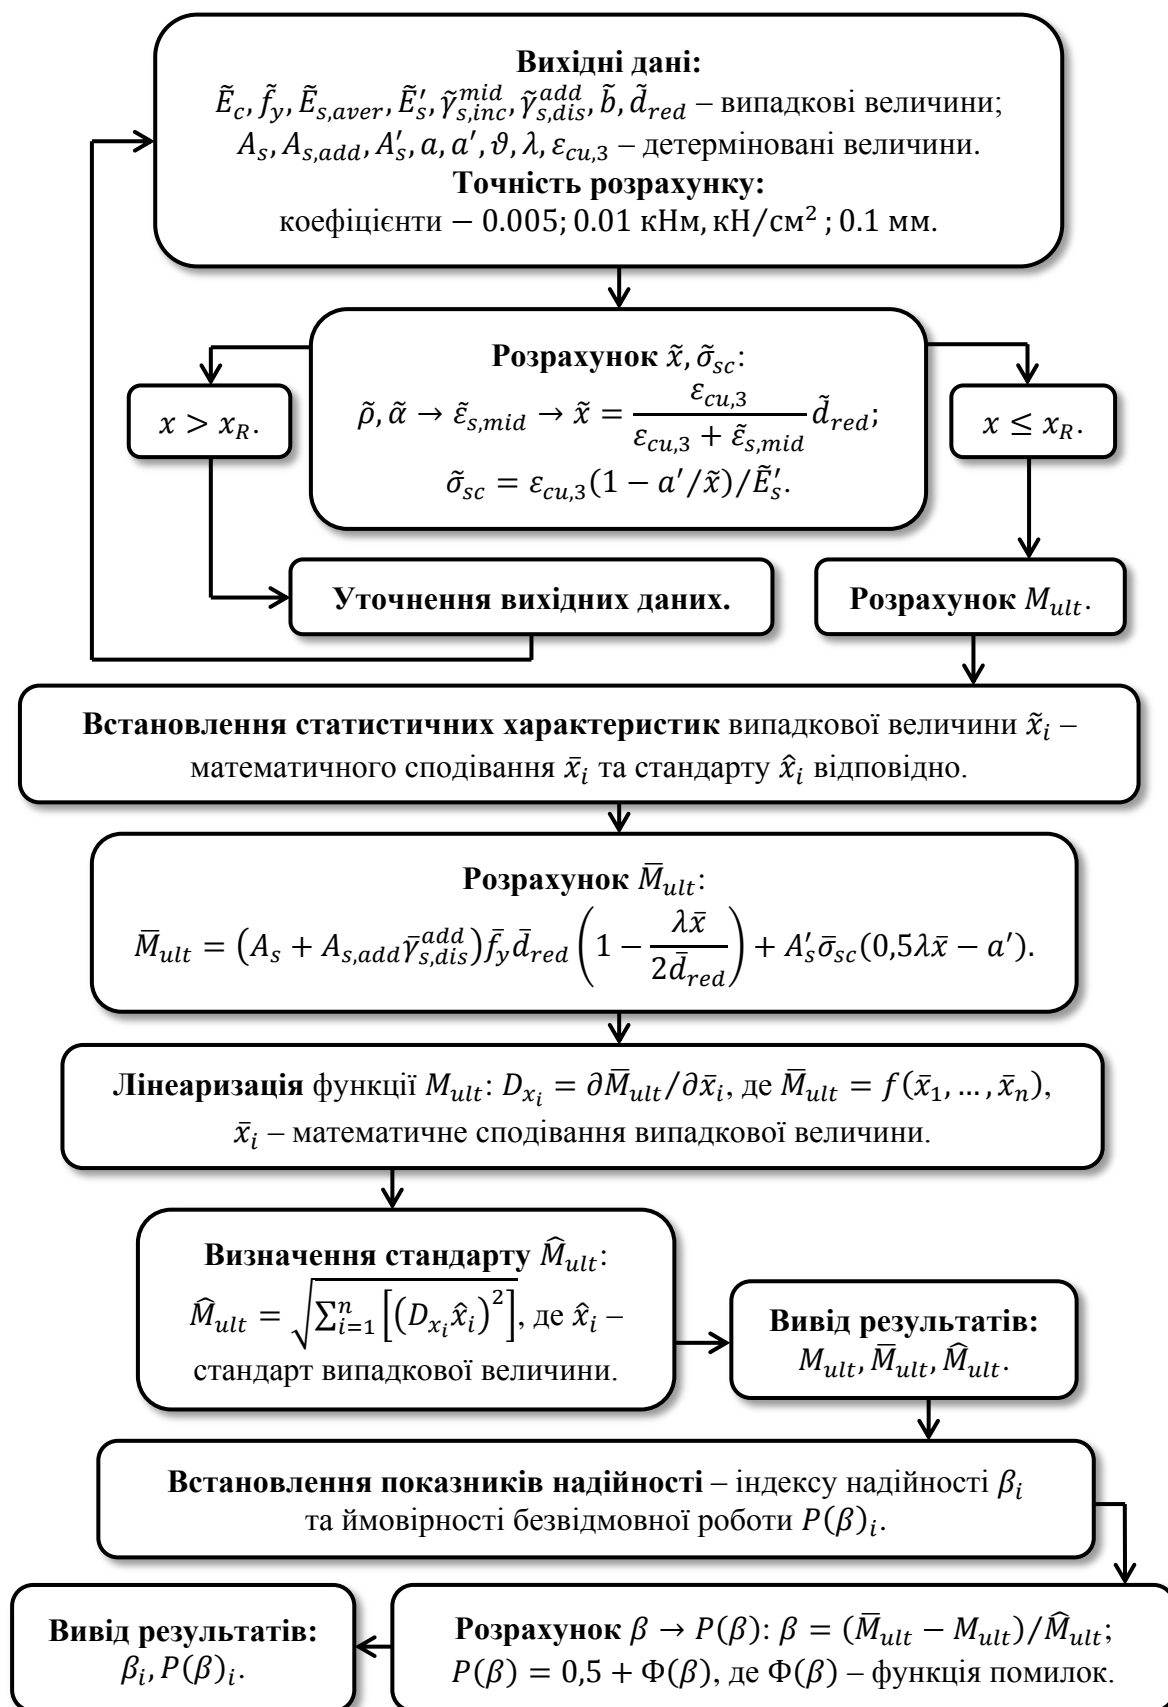 Вихідні дані:
Ẽ_c, f̃_y, Ẽ_{s,aver}, Ẽ_s′, γ̃_{s,inc}^{mid}, γ̃_{s,dis}^{add}, b̃, d̃_{red} – випадкові величини;
A_s, A_{s,add}, A_s′, a, a′, ϑ, λ, ε_{cu,3} – детерміновані величини.
Точність розрахунку:
коефіцієнти − 0.005; 0.01 кНм, кН/см² ; 0.1 мм.
Розрахунок x̃, σ̃_{sc}:
ρ̃, α̃ → ε̃_{s,mid} → x̃ = \frac{ε_{cu,3}}{ε_{cu,3} + ε̃_{s,mid}} d̃_{red};
σ̃_{sc} = ε_{cu,3}(1 − a′/x̃)/Ẽ_s′.
x > x_R.
x ≤ x_R.
Уточнення вихідних даних.
Розрахунок M_{ult}.
Встановлення статистичних характеристик випадкової величини x̃_i –
математичного сподівання x̄_i та стандарту x̂_i відповідно.
Розрахунок M̄_{ult}:
M̄_{ult} = (A_s + A_{s,add}γ̄_{s,dis}^{add}) f̄_y d̄_{red} (1 − \frac{λx̄}{2d̄_{red}}) + A_s′σ̄_{sc}(0,5λx̄ − a′).
Лінеаризація функції M_{ult}: D_{x_i} = ∂M̄_{ult}/∂x̄_i, де M̄_{ult} = f(x̄_1, … , x̄_n),
x̄_i – математичне сподівання випадкової величини.
Визначення стандарту M̂_{ult}:
M̂_{ult} = √(∑_{i=1}^{n} [(D_{x_i}x̂_i)²]), де x̂_i –
стандарт випадкової величини.
Вивід результатів:
M_{ult}, M̄_{ult}, M̂_{ult}.
Встановлення показників надійності – індексу надійності β_i
та ймовірності безвідмовної роботи P(β)_i.
Розрахунок β → P(β): β = (M̄_{ult} − M_{ult})/M̂_{ult};
P(β) = 0,5 + Φ(β), де Φ(β) – функція помилок.
Вивід результатів:
β_i, P(β)_i.